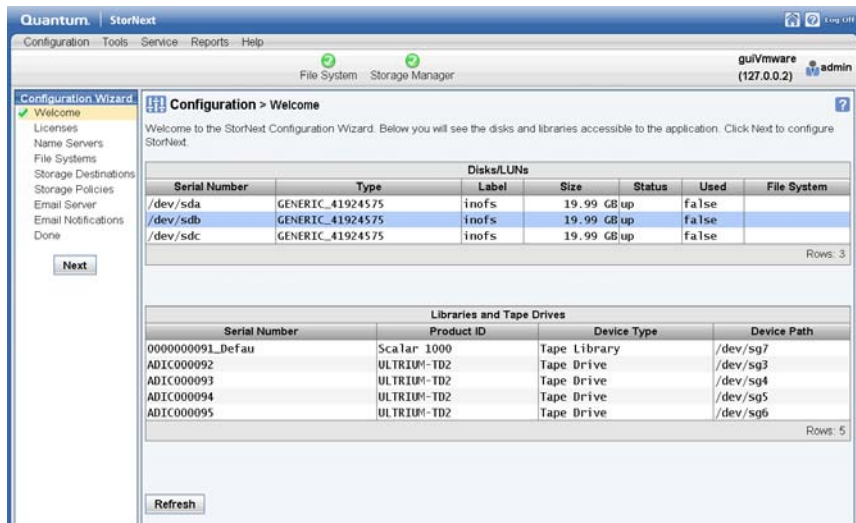 Quantum. StorNext Log Off
Configuration Tools Service Reports Help
File System Storage Manager
guiVmware
(127.0.0.2)
admin
Configuration Wizard
Welcome
Licenses
Name Servers
File Systems
Storage Destinations
Storage Policies
Email Server
Email Notifications
Done
Next
Configuration > Welcome
?
Welcome to the StorNext Configuration Wizard. Below you will see the disks and libraries accessible to the application. Click Next to configure
StorNext.
Disks/LUNs
Serial Number Type Label Size Status Used File System
/dev/sda GENERIC_41924575 inofs 19.99 GB up false
/dev/sdb GENERIC_41924575 inofs 19.99 GB up false
/dev/sdc GENERIC_41924575 inofs 19.99 GB up false
Rows: 3
Libraries and Tape Drives
Serial Number Product ID Device Type Device Path
0000000091_Defau Scalar 1000 Tape Library /dev/sg7
ADIC000092 ULTRIUM-TD2 Tape Drive /dev/sg3
ADIC000093 ULTRIUM-TD2 Tape Drive /dev/sg4
ADIC000094 ULTRIUM-TD2 Tape Drive /dev/sg5
ADIC000095 ULTRIUM-TD2 Tape Drive /dev/sg6
Rows: 5
Refresh